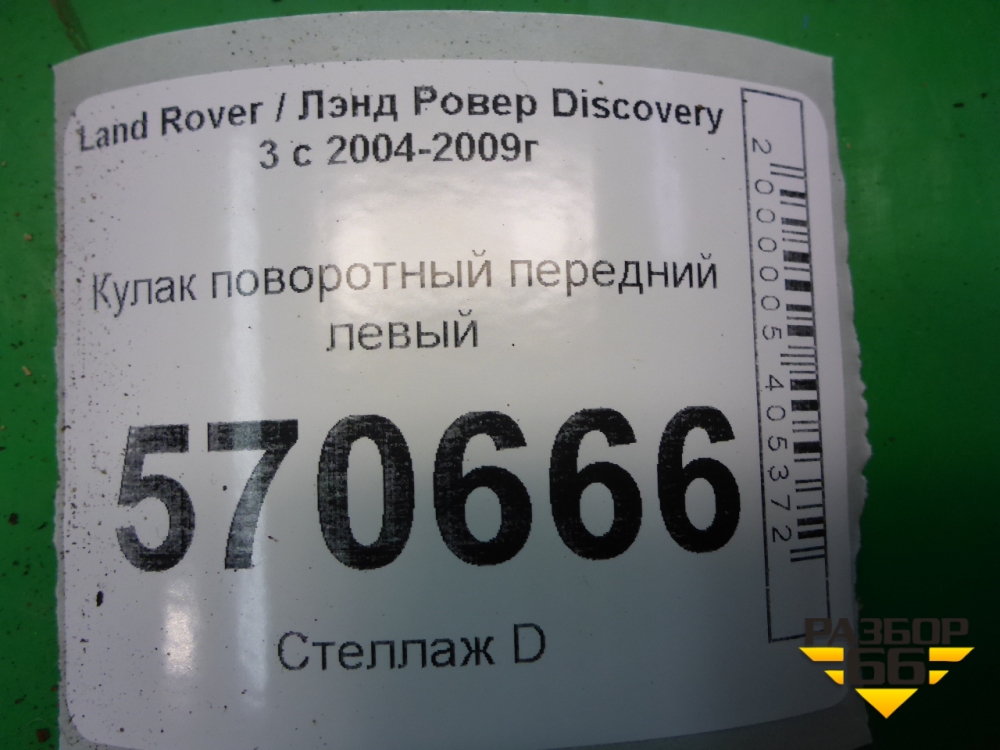 Land Rover / Лэнд Ровер Discovery
3 с 2004-2009г
Кулак поворотный передний
левый
570666
Стеллаж D
2000005405372
РАЗБОР
66